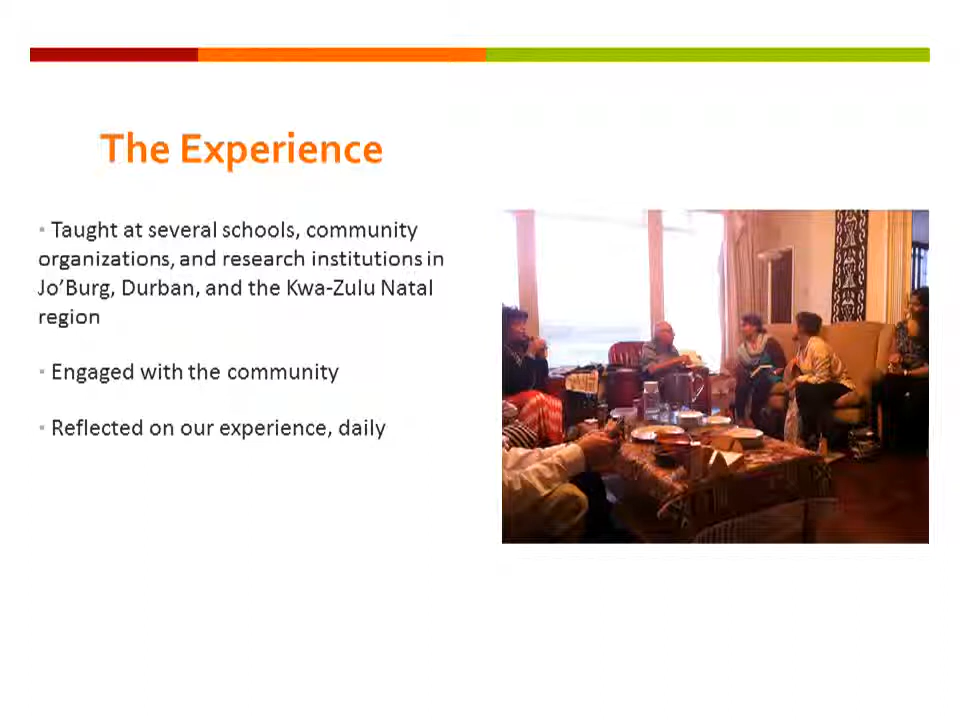 The Experience
• Taught at several schools, community
organizations, and research institutions in
Jo’Burg, Durban, and the Kwa-Zulu Natal
region
• Engaged with the community
• Reflected on our experience, daily